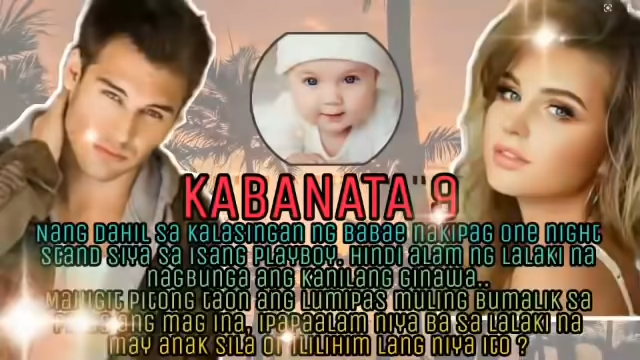 KABANATA"9
Nang dahil sa kalasingan ng babae nakipag one night
stand siya sa isang playboy. Hindi alam ng lalaki na
nagbunga ang kanilang ginawa..
Mahigit pitong taon ang lumipas muling bumalik sa
ang mag ina, ipapaalam niya ba sa lalaki na
may anak sila or ililihim lang niya ito ?